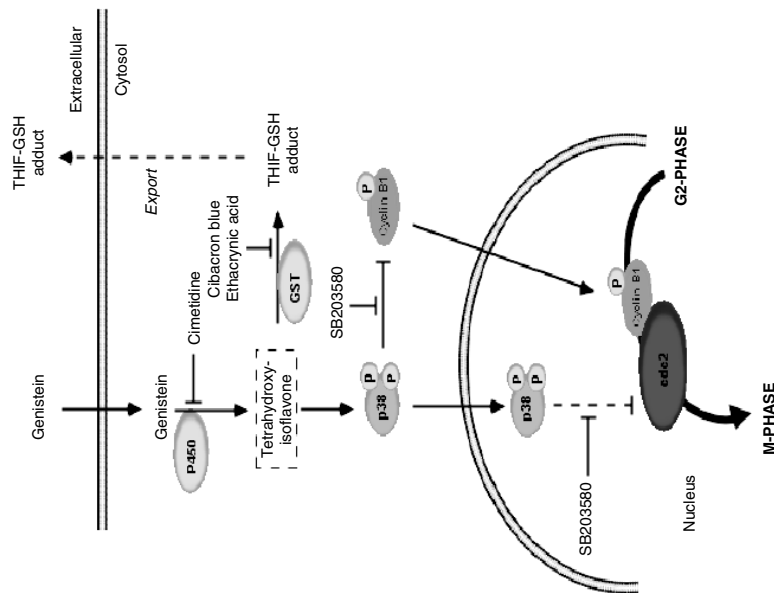 Genistein
THIF-GSH
adduct
Extracellular
Cytosol
Export
Genistein
P450
Cimetidine
Cibacron blue
Ethacrynic acid
THIF-GSH
adduct
GST
Tetrahydroxy-
isoflavone
SB203580
p38
P
P
P
Cyclin B1
p38
P
P
SB203580
P
Cyclin B1
cdc2
G2-PHASE
M-PHASE
Nucleus